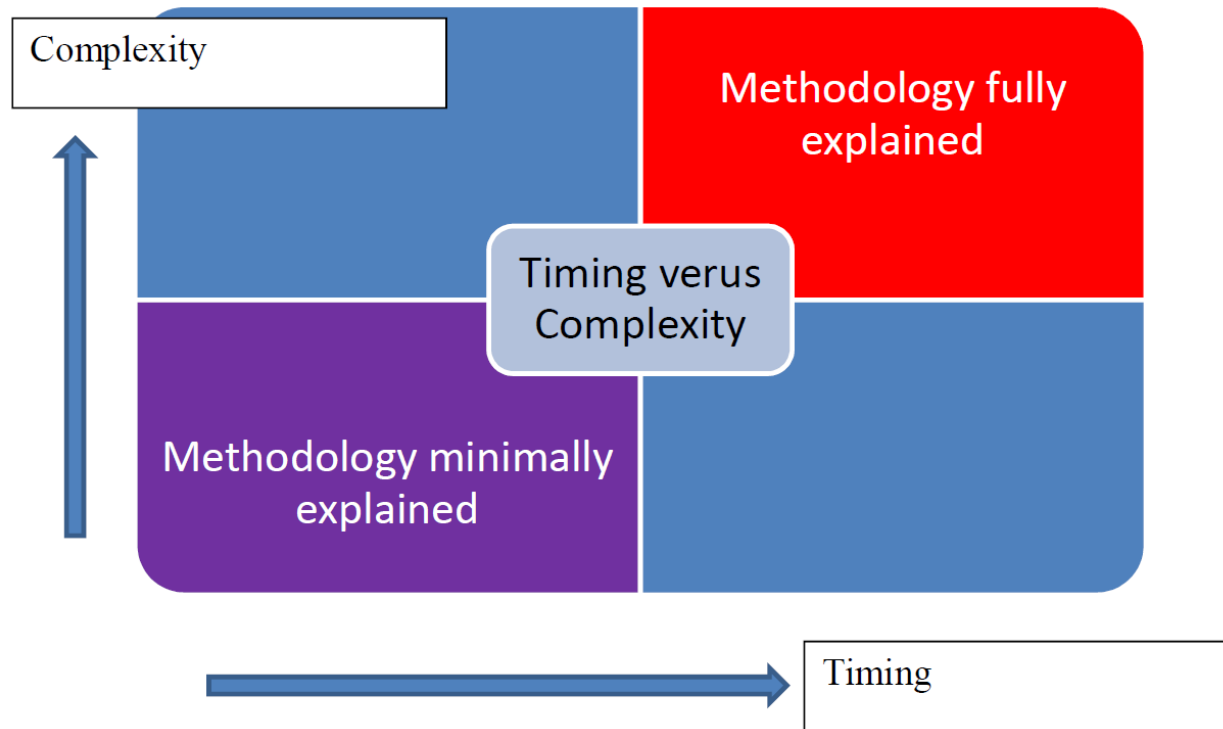 Complexity
Methodology fully
explained
Timing verus
Complexity
Methodology minimally
explained
Timing